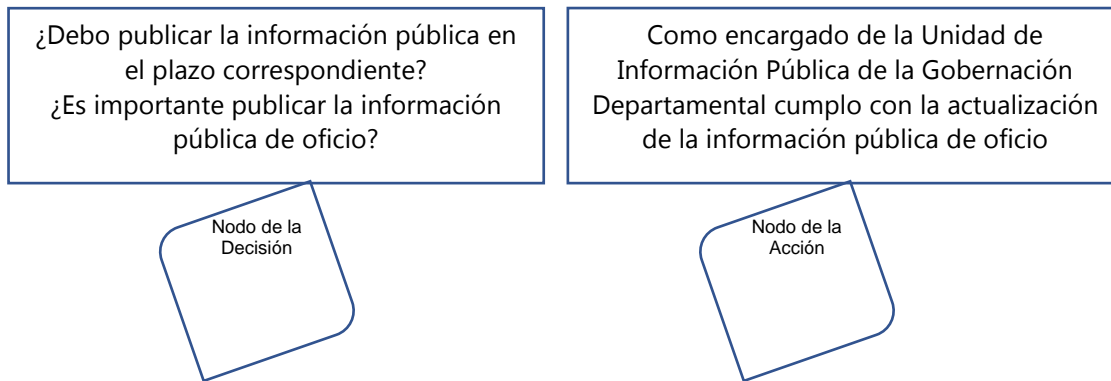 ¿Debo publicar la información pública en
el plazo correspondiente?
¿Es importante publicar la información
pública de oficio?
Como encargado de la Unidad de
Información Pública de la Gobernación
Departamental cumplo con la actualización
de la información pública de oficio
Nodo de la
Decisión
Nodo de la
Acción